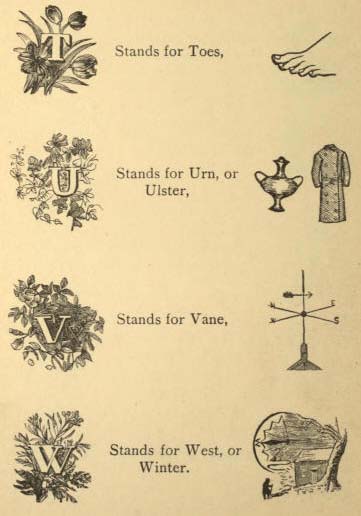 T
Stands for Toes,
U
Stands for Urn, or
Ulster,
V
Stands for Vane,
E
S
W
Stands for West, or
Winter.